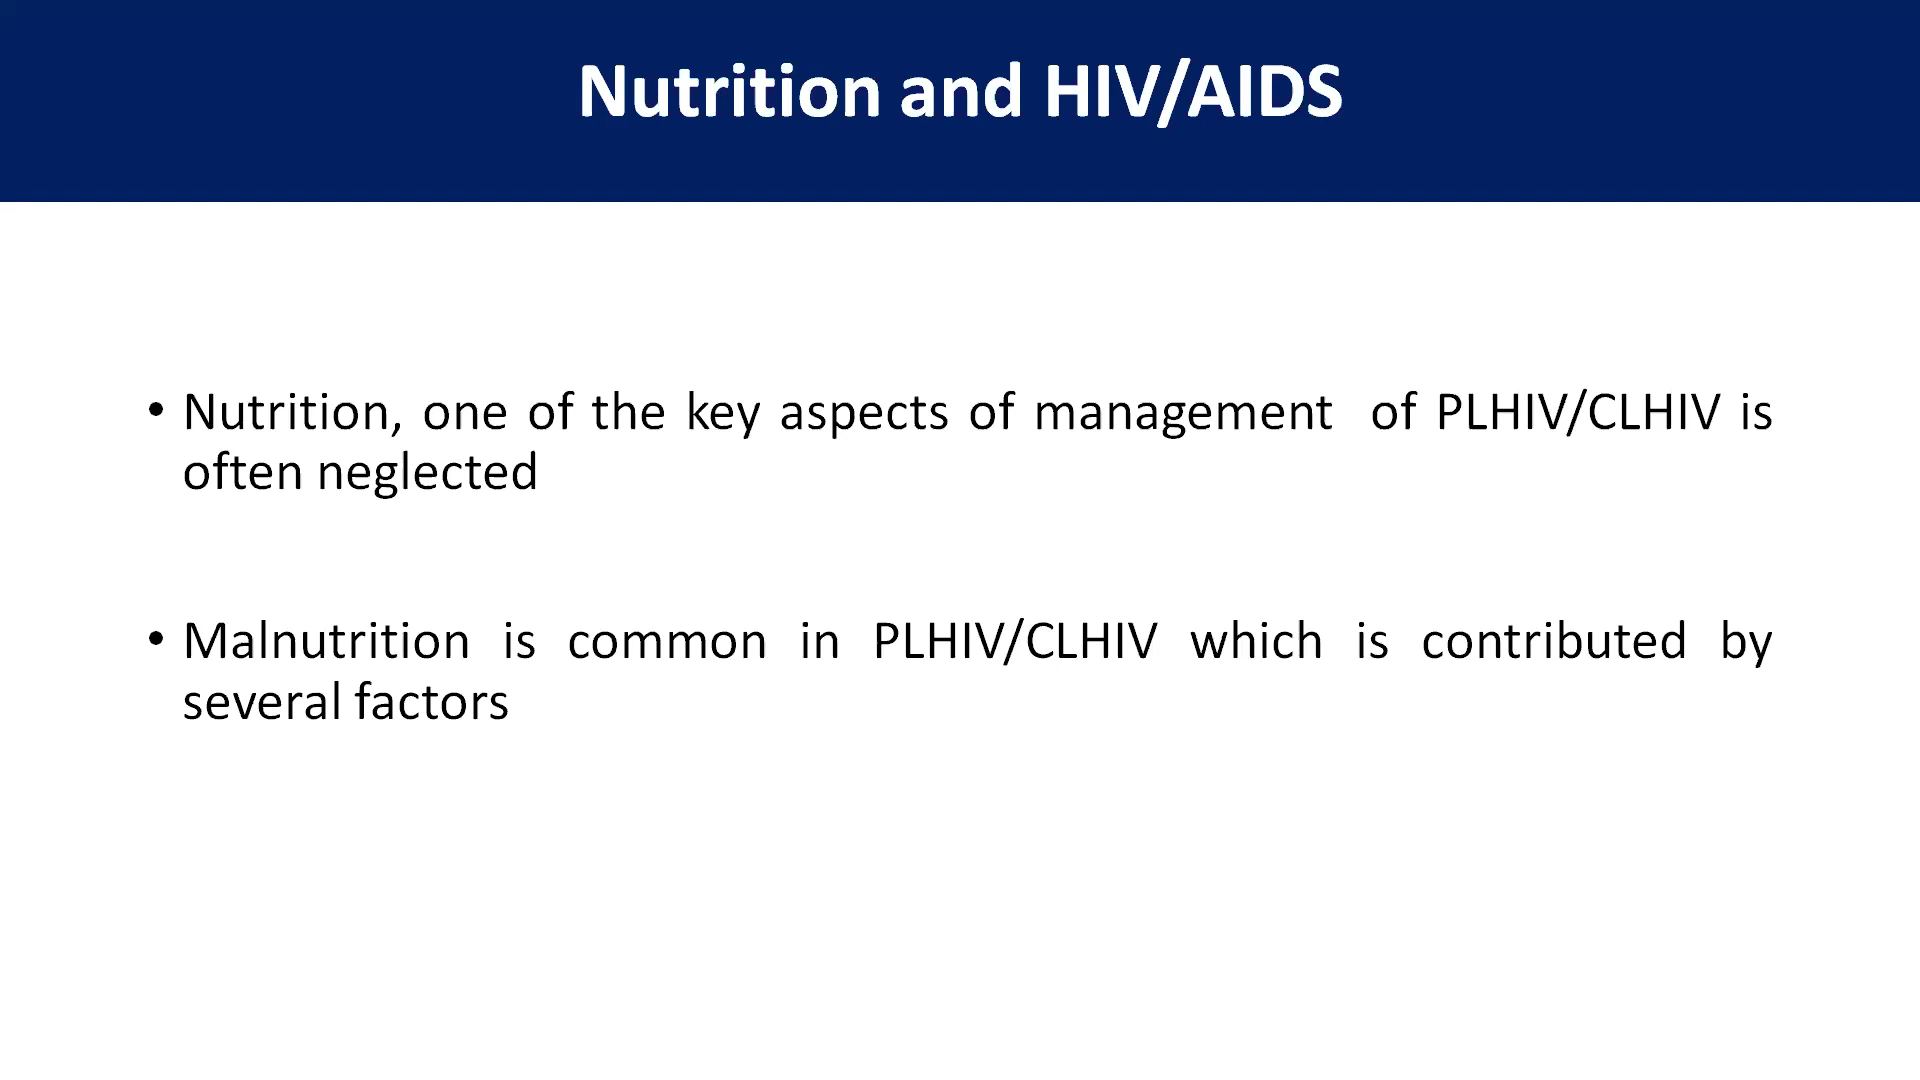 Nutrition and HIV/AIDS
• Nutrition, one of the key aspects of management of PLHIV/CLHIV is
often neglected
• Malnutrition is common in PLHIV/CLHIV which is contributed by
several factors